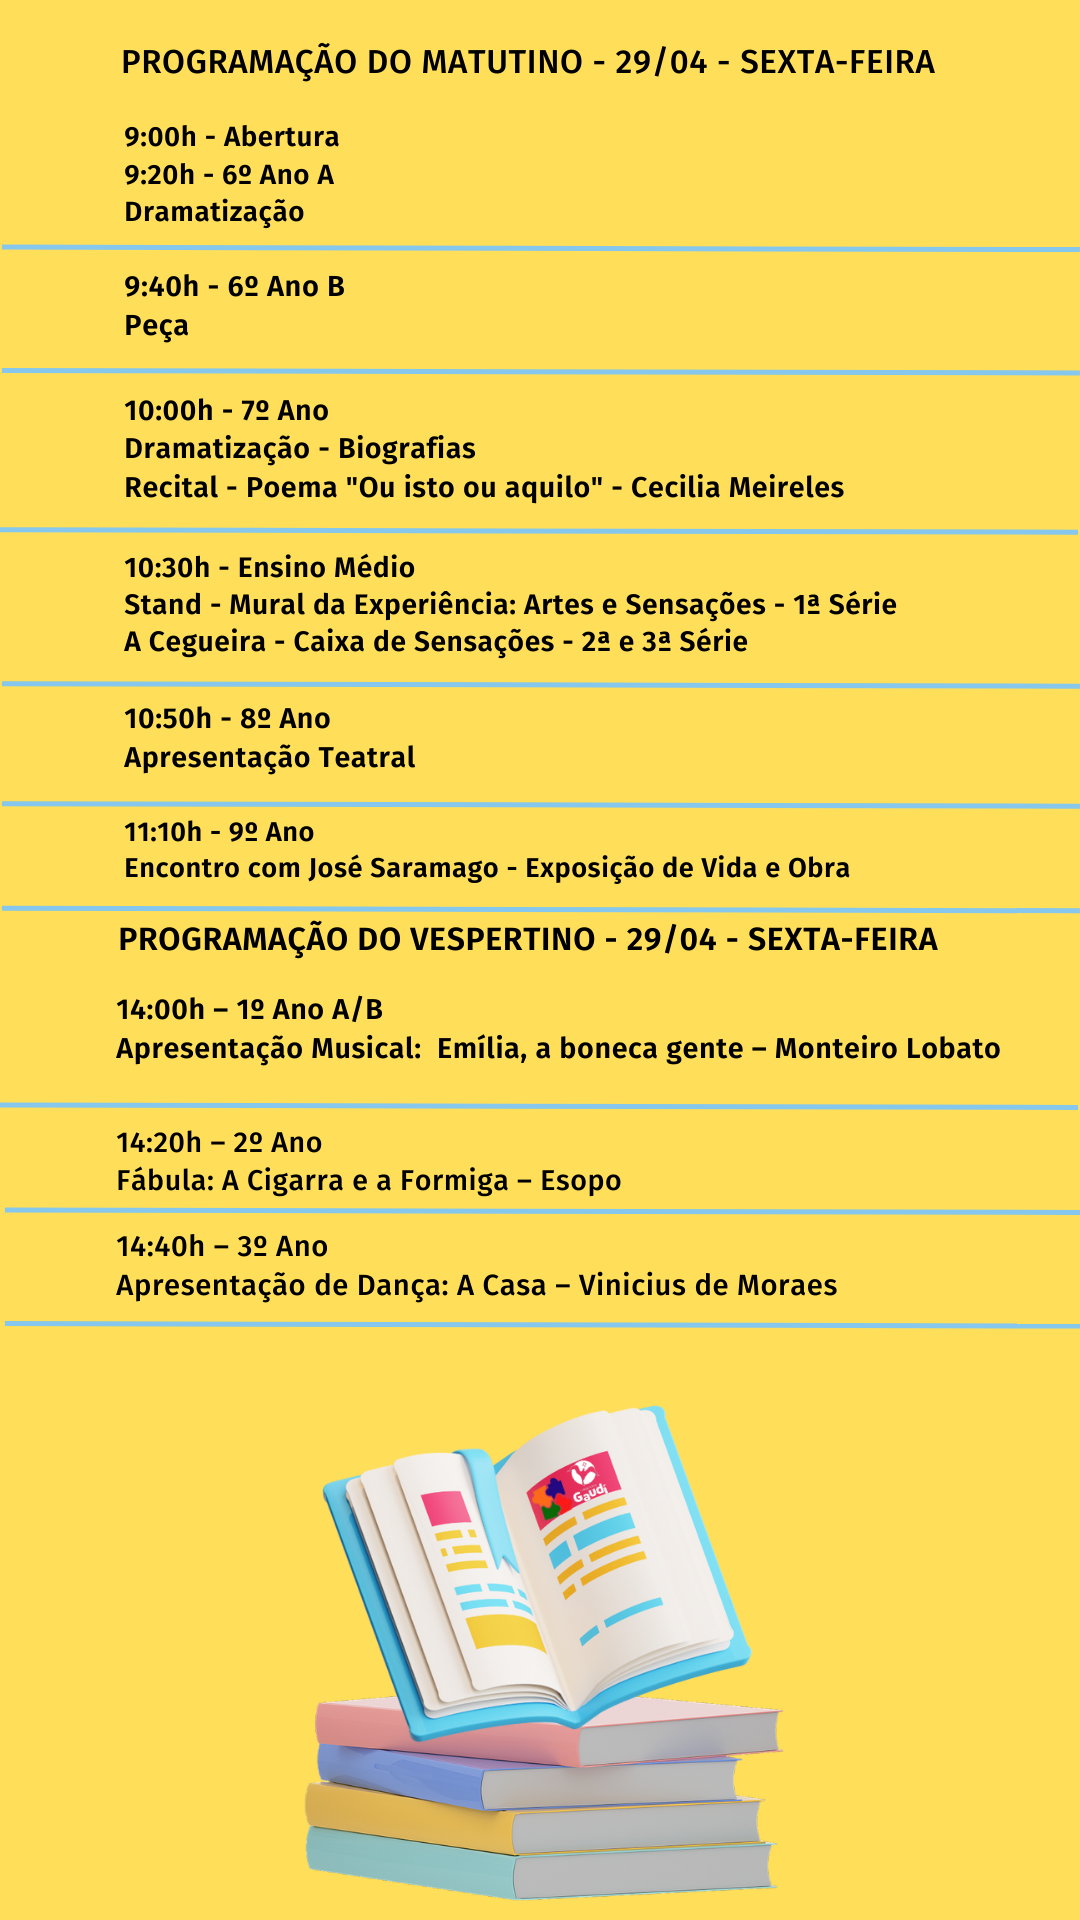 PROGRAMAÇÃO DO MATUTINO - 29/04 - SEXTA-FEIRA
9:00h - Abertura
9:20h - 6º Ano A
Dramatização
9:40h - 6º Ano B
Peça
10:00h - 7º Ano
Dramatização - Biografias
Recital - Poema "Ou isto ou aquilo" - Cecilia Meireles
10:30h - Ensino Médio
Stand - Mural da Experiência: Artes e Sensações - 1ª Série
A Cegueira - Caixa de Sensações - 2ª e 3ª Série
10:50h - 8º Ano
Apresentação Teatral
11:10h - 9º Ano
Encontro com José Saramago - Exposição de Vida e Obra
PROGRAMAÇÃO DO VESPERTINO - 29/04 - SEXTA-FEIRA
14:00h – 1º Ano A/B
Apresentação Musical:  Emília, a boneca gente – Monteiro Lobato
14:20h – 2º Ano
Fábula: A Cigarra e a Formiga – Esopo
14:40h – 3º Ano
Apresentação de Dança: A Casa – Vinicius de Moraes
Gaudi